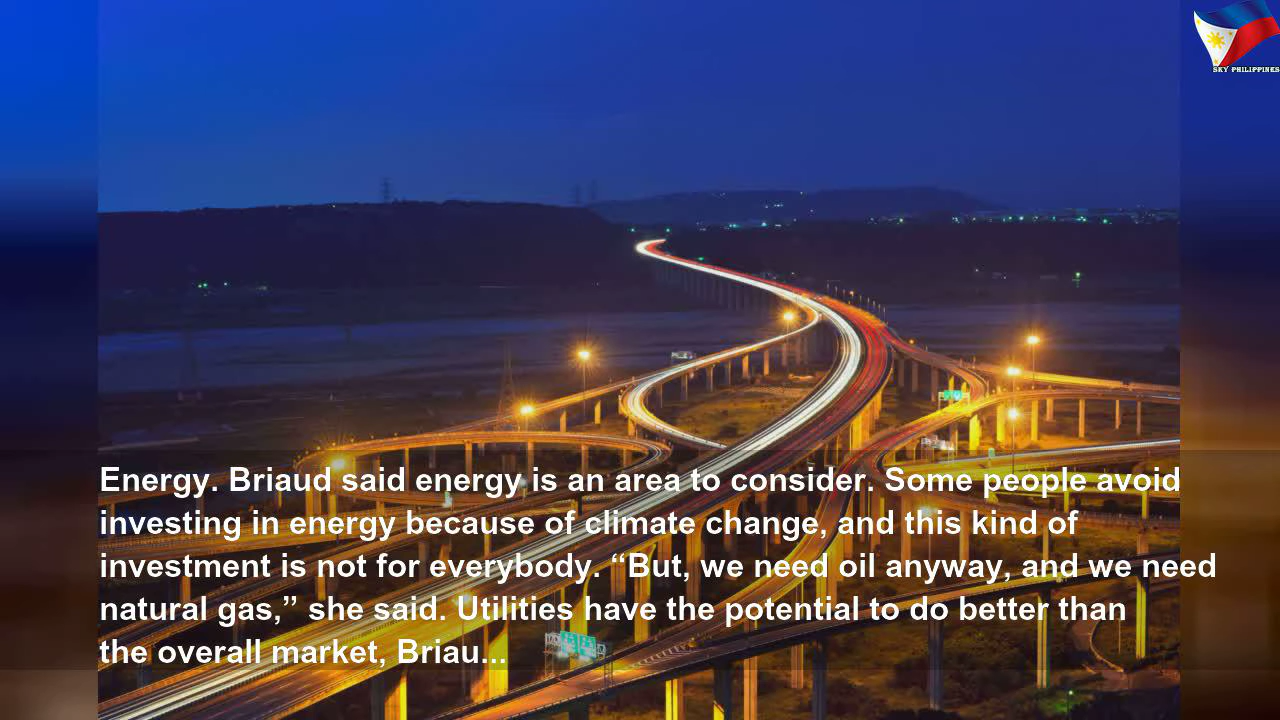 SKY PHILIPPINES
Energy. Briaud said energy is an area to consider. Some people avoid
investing in energy because of climate change, and this kind of
investment is not for everybody. “But, we need oil anyway, and we need
natural gas,” she said. Utilities have the potential to do better than
the overall market, Briau...